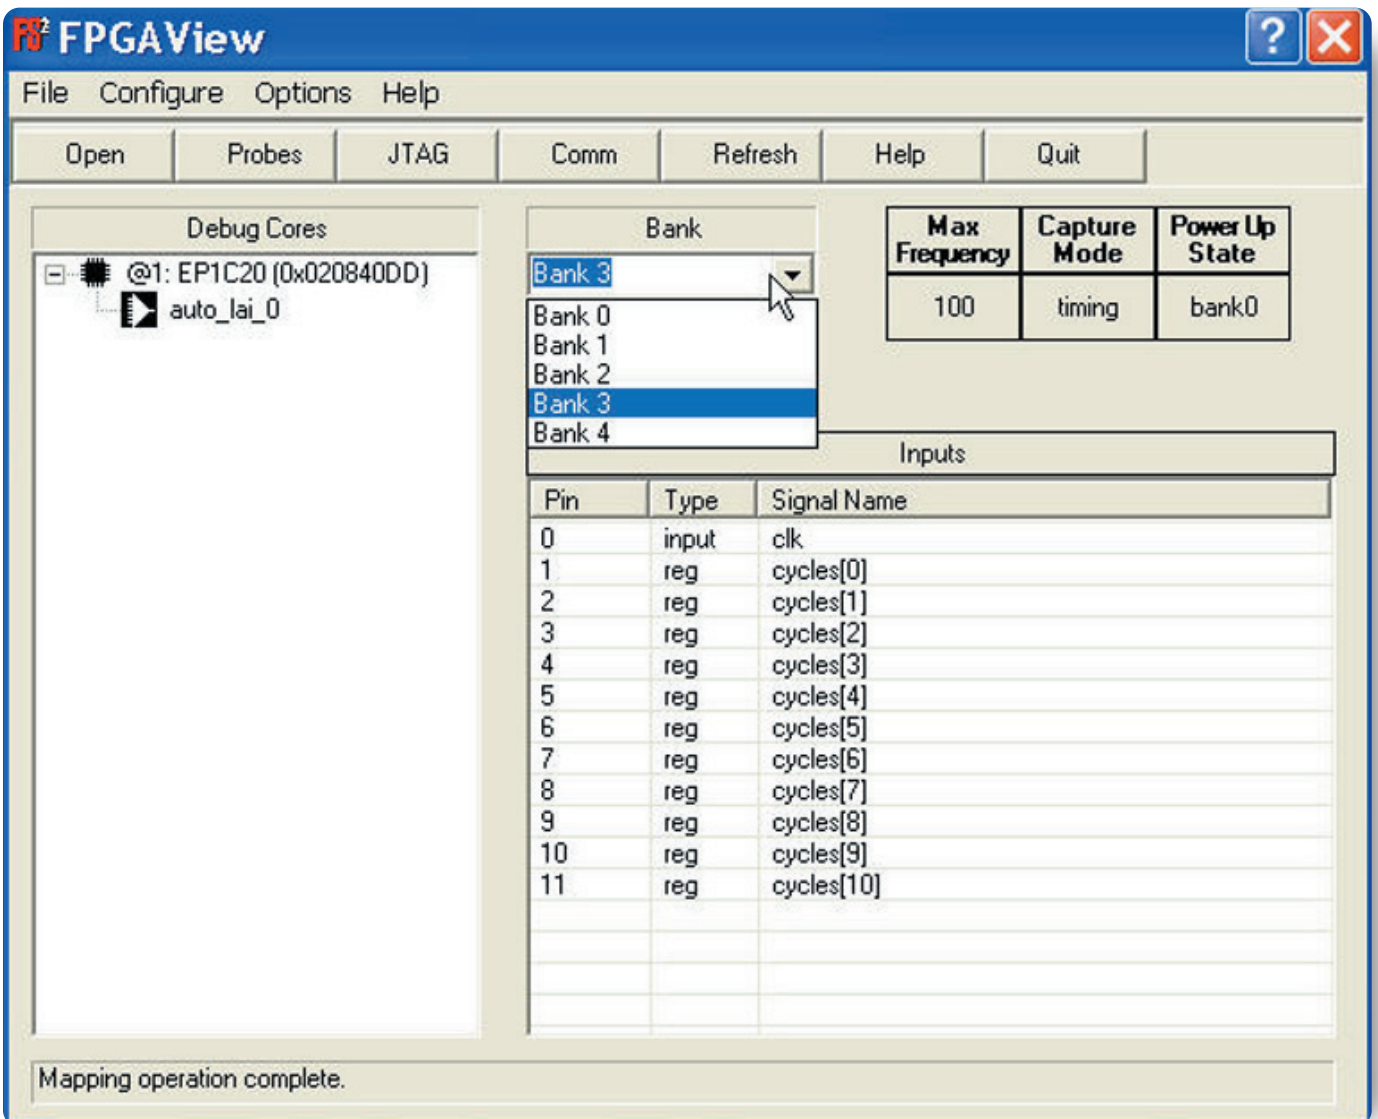 FS2 FPGAView
File Configure Options Help
Open Probes JTAG Comm Refresh Help Quit
Debug Cores
@1: EP1C20 (0x020840DD)
auto_lai_0
Bank
Bank 3
Bank 0
Bank 1
Bank 2
Bank 3
Bank 4
Max Frequency Capture Mode Power Up State
100 timing bank0
Inputs
Pin Type Signal Name
0 input clk
1 reg cycles[0]
2 reg cycles[1]
3 reg cycles[2]
4 reg cycles[3]
5 reg cycles[4]
6 reg cycles[5]
7 reg cycles[6]
8 reg cycles[7]
9 reg cycles[8]
10 reg cycles[9]
11 reg cycles[10]
Mapping operation complete.